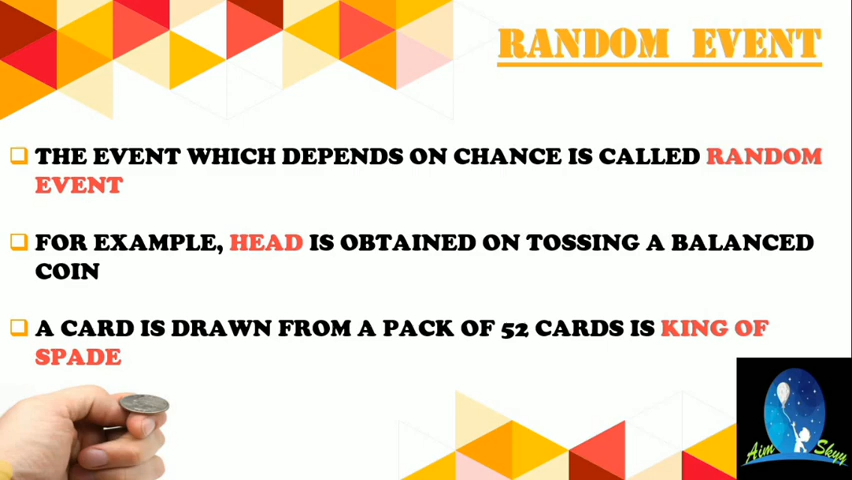 RANDOM EVENT
THE EVENT WHICH DEPENDS ON CHANCE IS CALLED RANDOM
EVENT
FOR EXAMPLE, HEAD IS OBTAINED ON TOSSING A BALANCED
COIN
A CARD IS DRAWN FROM A PACK OF 52 CARDS IS KING OF
SPADE
Aim Skyy